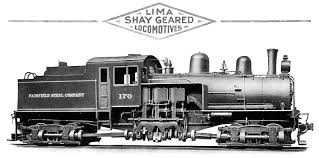 LIMA
SHAY GEARED
LOCOMOTIVES
FAIRFIELD STEEL COMPANY
170